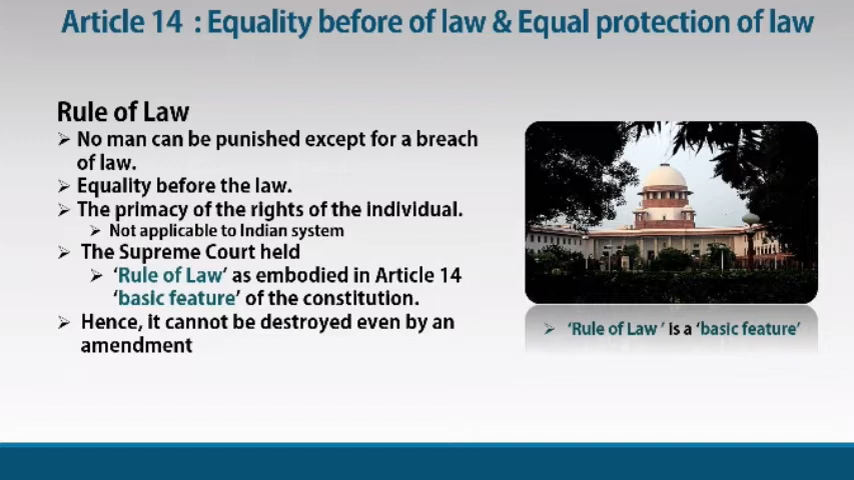 Article 14 : Equality before of law & Equal protection of law
Rule of Law
➢ No man can be punished except for a breach
of law.
➢ Equality before the law.
➢ The primacy of the rights of the individual.
➢ Not applicable to Indian system
➢ The Supreme Court held
➢ ‘Rule of Law’ as embodied in Article 14
‘basic feature’ of the constitution.
➢ Hence, it cannot be destroyed even by an
amendment
➢ ‘Rule of Law ’ is a ‘basic feature’